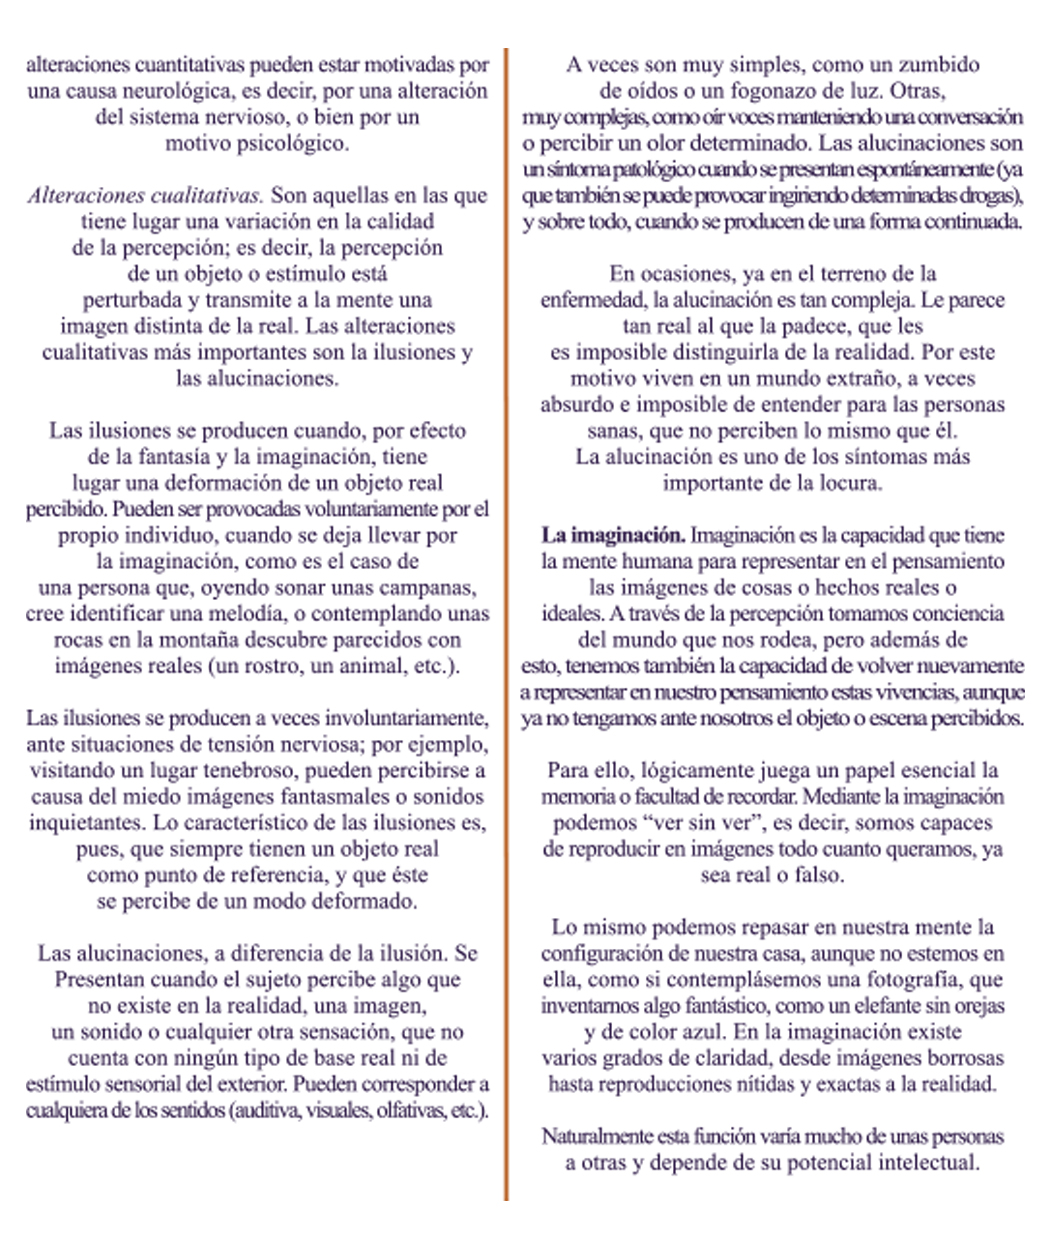 alteraciones cuantitativas pueden estar motivadas por
una causa neurológica, es decir, por una alteración
del sistema nervioso, o bien por un
motivo psicológico.
Alteraciones cualitativas. Son aquellas en las que
tiene lugar una variación en la calidad
de la percepción; es decir, la percepción
de un objeto o estímulo está
perturbada y transmite a la mente una
imagen distinta de la real. Las alteraciones
cualitativas más importantes son la ilusiones y
las alucinaciones.
Las ilusiones se producen cuando, por efecto
de la fantasía y la imaginación, tiene
lugar una deformación de un objeto real
percibido. Pueden ser provocadas voluntariamente por el
propio individuo, cuando se deja llevar por
la imaginación, como es el caso de
una persona que, oyendo sonar unas campanas,
cree identificar una melodía, o contemplando unas
rocas en la montaña descubre parecidos con
imágenes reales (un rostro, un animal, etc.).
Las ilusiones se producen a veces involuntariamente,
ante situaciones de tensión nerviosa; por ejemplo,
visitando un lugar tenebroso, pueden percibirse a
causa del miedo imágenes fantasmales o sonidos
inquietantes. Lo característico de las ilusiones es,
pues, que siempre tienen un objeto real
como punto de referencia, y que éste
se percibe de un modo deformado.
Las alucinaciones, a diferencia de la ilusión. Se
Presentan cuando el sujeto percibe algo que
no existe en la realidad, una imagen,
un sonido o cualquier otra sensación, que no
cuenta con ningún tipo de base real ni de
estímulo sensorial del exterior. Pueden corresponder a
cualquiera de los sentidos (auditiva, visuales, olfativas, etc.).
A veces son muy simples, como un zumbido
de oídos o un fogonazo de luz. Otras,
muy complejas, como oír voces manteniendo una conversación
o percibir un olor determinado. Las alucinaciones son
un síntoma patológico cuando se presentan espontáneamente (ya
que también se puede provocar ingiriendo determinadas drogas),
y sobre todo, cuando se producen de una forma continuada.
En ocasiones, ya en el terreno de la
enfermedad, la alucinación es tan compleja. Le parece
tan real al que la padece, que les
es imposible distinguirla de la realidad. Por este
motivo viven en un mundo extraño, a veces
absurdo e imposible de entender para las personas
sanas, que no perciben lo mismo que él.
La alucinación es uno de los síntomas más
importante de la locura.
La imaginación. Imaginación es la capacidad que tiene
la mente humana para representar en el pensamiento
las imágenes de cosas o hechos reales o
ideales. A través de la percepción tomamos conciencia
del mundo que nos rodea, pero además de
esto, tenemos también la capacidad de volver nuevamente
a representar en nuestro pensamiento estas vivencias, aunque
ya no tengamos ante nosotros el objeto o escena percibidos.
Para ello, lógicamente juega un papel esencial la
memoria o facultad de recordar. Mediante la imaginación
podemos “ver sin ver”, es decir, somos capaces
de reproducir en imágenes todo cuanto queramos, ya
sea real o falso.
Lo mismo podemos repasar en nuestra mente la
configuración de nuestra casa, aunque no estemos en
ella, como si contemplásemos una fotografía, que
inventarnos algo fantástico, como un elefante sin orejas
y de color azul. En la imaginación existe
varios grados de claridad, desde imágenes borrosas
hasta reproducciones nítidas y exactas a la realidad.
Naturalmente esta función varía mucho de unas personas
a otras y depende de su potencial intelectual.